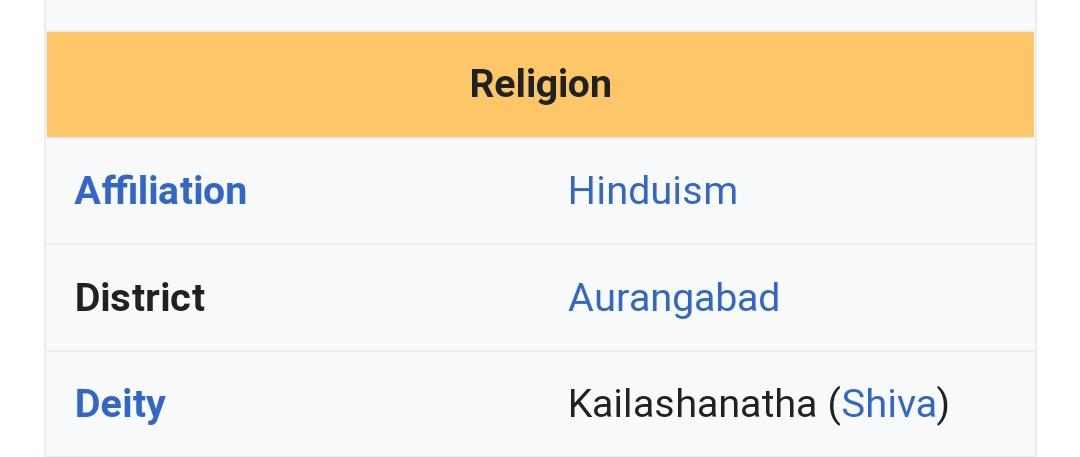 Religion
Affiliation Hinduism
District Aurangabad
Deity Kailashanatha (Shiva)